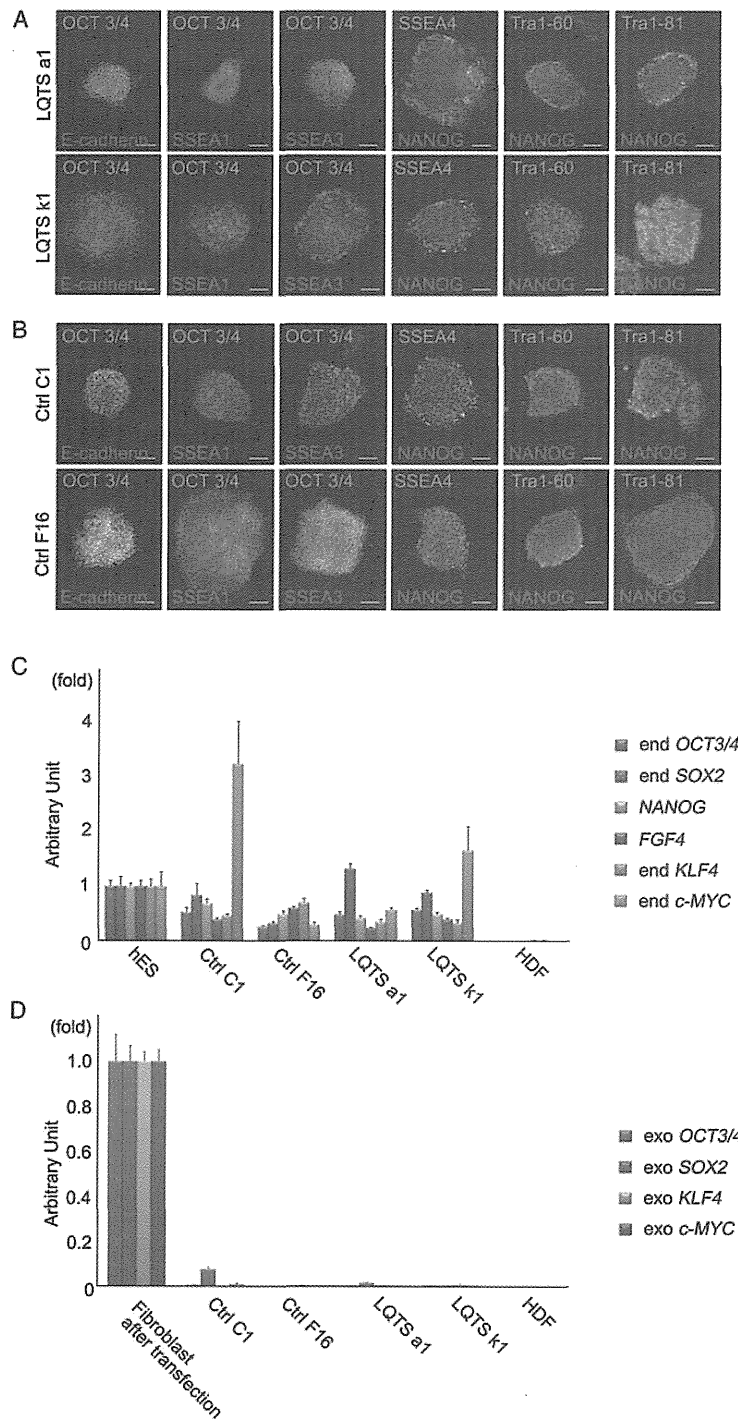 A
LQTS a1
OCT 3/4
E-cadherin
OCT 3/4
SSEA1
OCT 3/4
SSEA3
SSEA4
NANOG
Tra1-60
NANOG
Tra1-81
NANOG
LQTS k1
OCT 3/4
E-cadherin
OCT 3/4
SSEA1
OCT 3/4
SSEA3
SSEA4
NANOG
Tra1-60
NANOG
Tra1-81
NANOG
B
Ctrl C1
OCT 3/4
E-cadherin
OCT 3/4
SSEA1
OCT 3/4
SSEA3
SSEA4
NANOG
Tra1-60
NANOG
Tra1-81
NANOG
Ctrl F16
OCT 3/4
E-cadherin
OCT 3/4
SSEA1
OCT 3/4
SSEA3
SSEA4
NANOG
Tra1-60
NANOG
Tra1-81
NANOG
C
(fold)
Arbitrary Unit
4
3
2
1
0
hES
Ctrl C1
Ctrl F16
LQTS a1
LQTS k1
HDF
end OCT3/4
end SOX2
NANOG
FGF4
end KLF4
end c-MYC
D
(fold)
Arbitrary Unit
1.0
0.8
0.6
0.4
0.2
0
Fibroblast
after transfection
Ctrl C1
Ctrl F16
LQTS a1
LQTS k1
HDF
exo OCT3/4
exo SOX2
exo KLF4
exo c-MYC